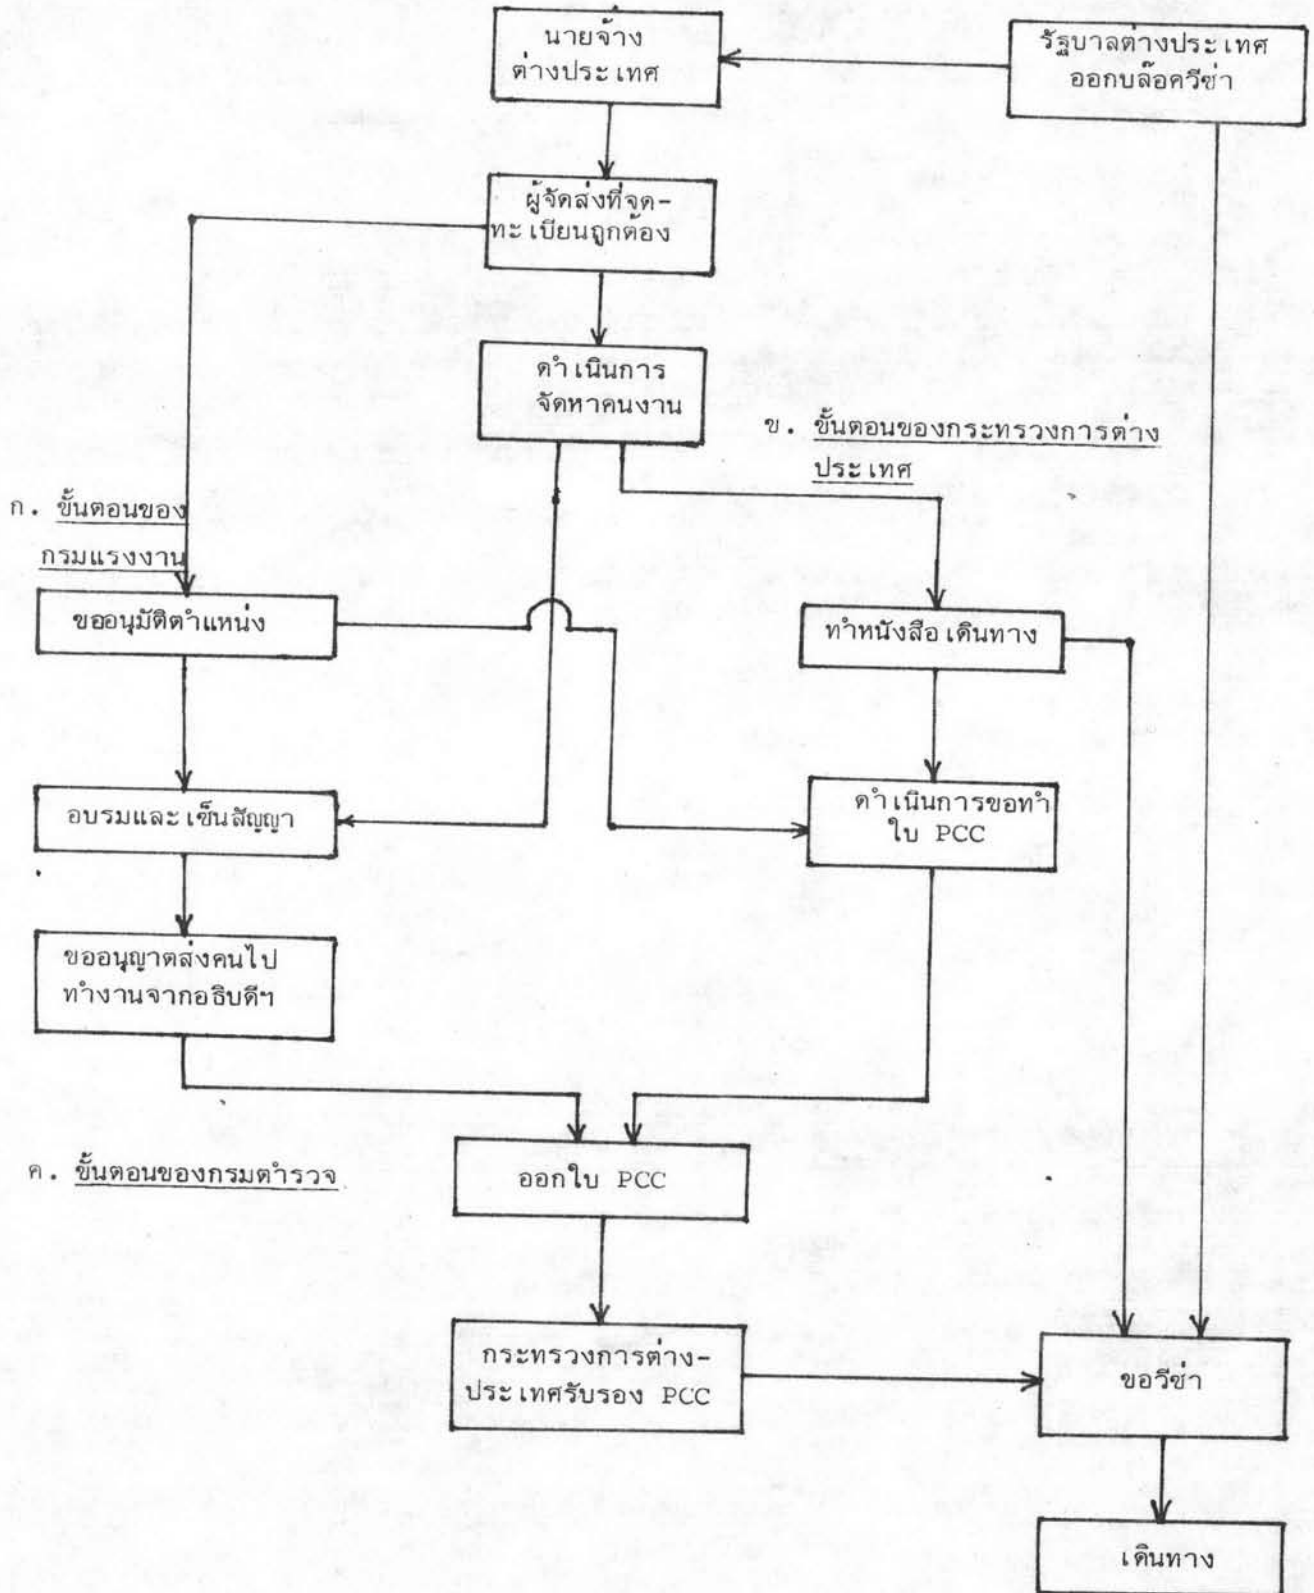 นายจ้าง
ต่างประเทศ
รัฐบาลต่างประเทศ
ออกบล๊อควีซ่า
ผู้จัดส่งที่จด-
ทะเบียนถูกต้อง
ดำเนินการ
จัดหาคนงาน
ข. ขั้นตอนของกระทรวงการต่าง
ประเทศ
ก. ขั้นตอนของ
กรมแรงงาน
ขออนุมัติตำแหน่ง
ทำหนังสือเดินทาง
อบรมและเซ็นสัญญา
ดำเนินการขอทำ
ใบ PCC
ขออนุญาตส่งคนไป
ทำงานจากอธิบดีฯ
ค. ขั้นตอนของกรมตำรวจ
ออกใบ PCC
กระทรวงการต่าง-
ประเทศรับรอง PCC
ขอวีซ่า
เดินทาง